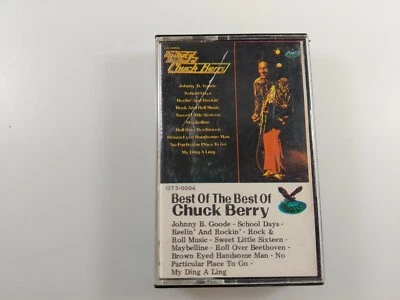 Chuck Berry
Johnny B. Goode
School Days
Reelin' And Rockin'
Rock And Roll Music
Sweet Little Sixteen
Maybelline
Roll Over Beethoven
Brown Eyed Handsome Man
No Particular Place To Go
My Ding A Ling
GT5-0004
Best Of The Best Of
Chuck Berry
Johnny B. Goode - School Days -
Reelin' And Rockin' - Rock &
Roll Music - Sweet Little Sixteen -
Maybelline - Roll Over Beethoven -
Brown Eyed Handsome Man - No
Particular Place To Go -
My Ding A Ling